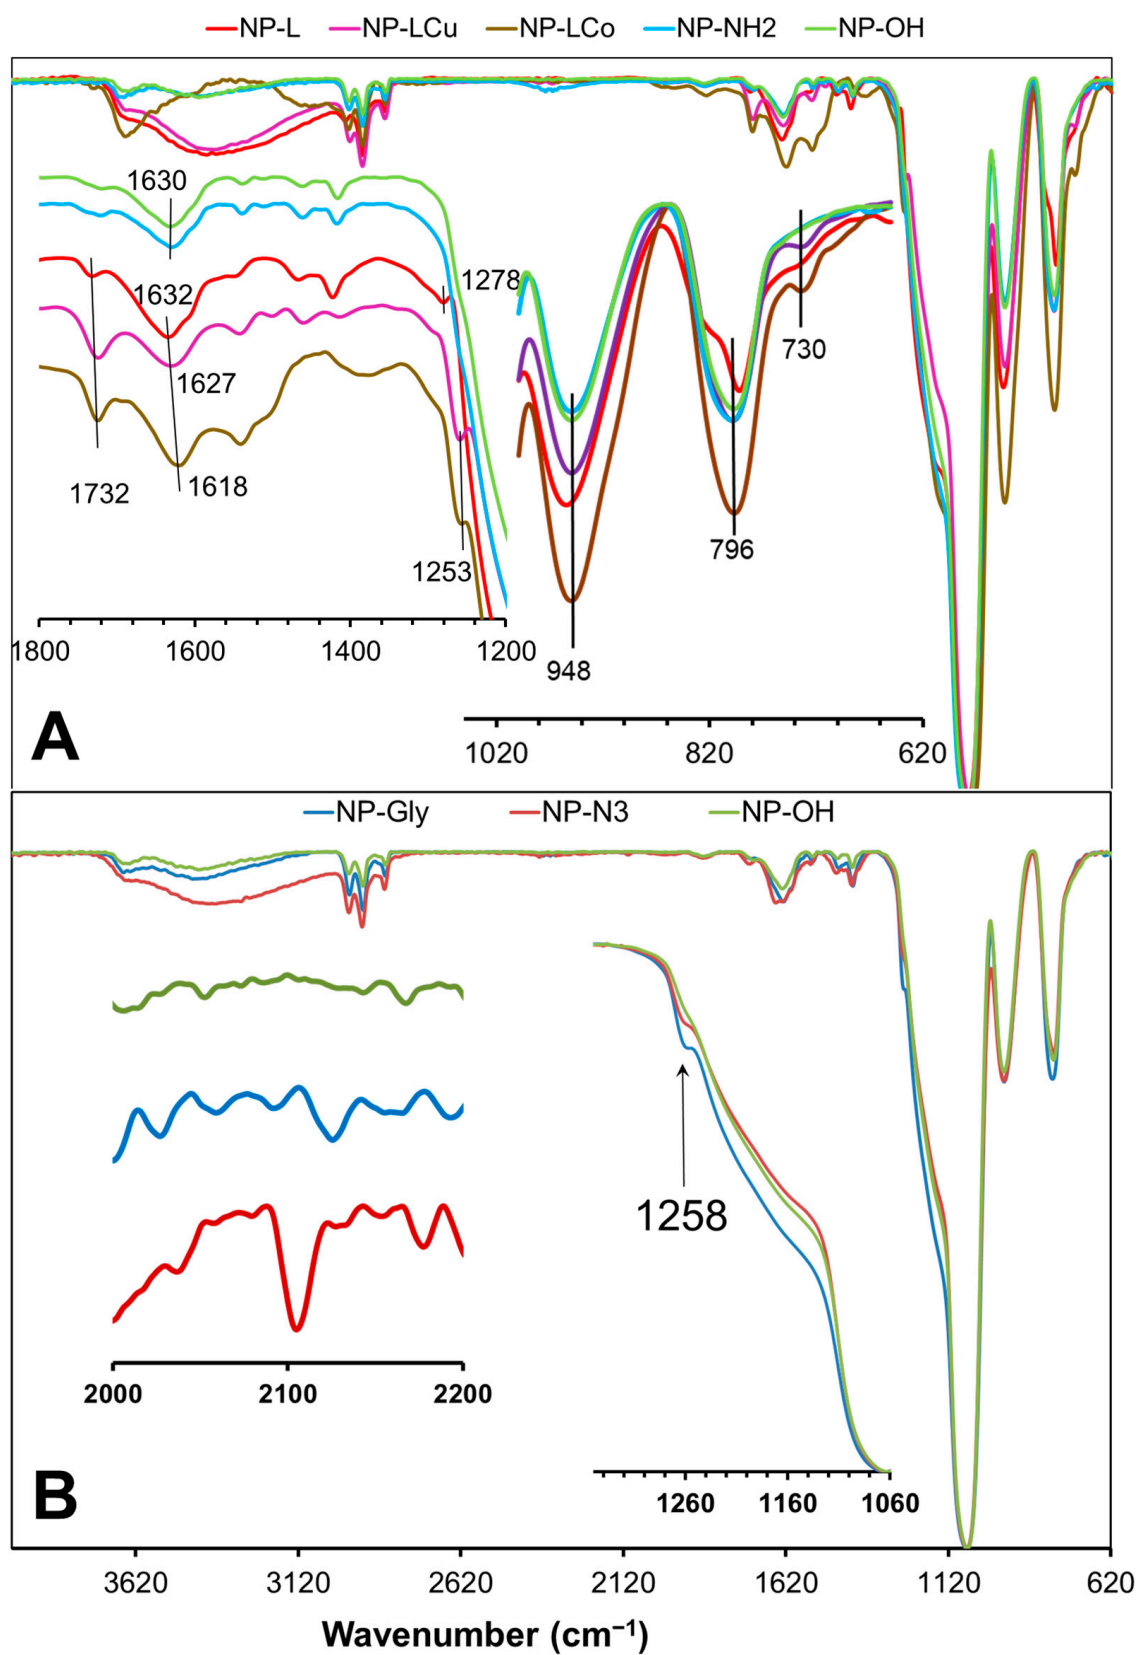 NP-L NP-LCu NP-LCo NP-NH2 NP-OH
1630
1632
1278
1627
730
1732
1618
796
1253
1800 1600 1400 1200
948
A
1020 820 620
NP-Gly NP-N3 NP-OH
1258
2000 2100 2200
B
1260 1160 1060
3620 3120 2620 2120 1620 1120 620
Wavenumber (cm⁻¹)